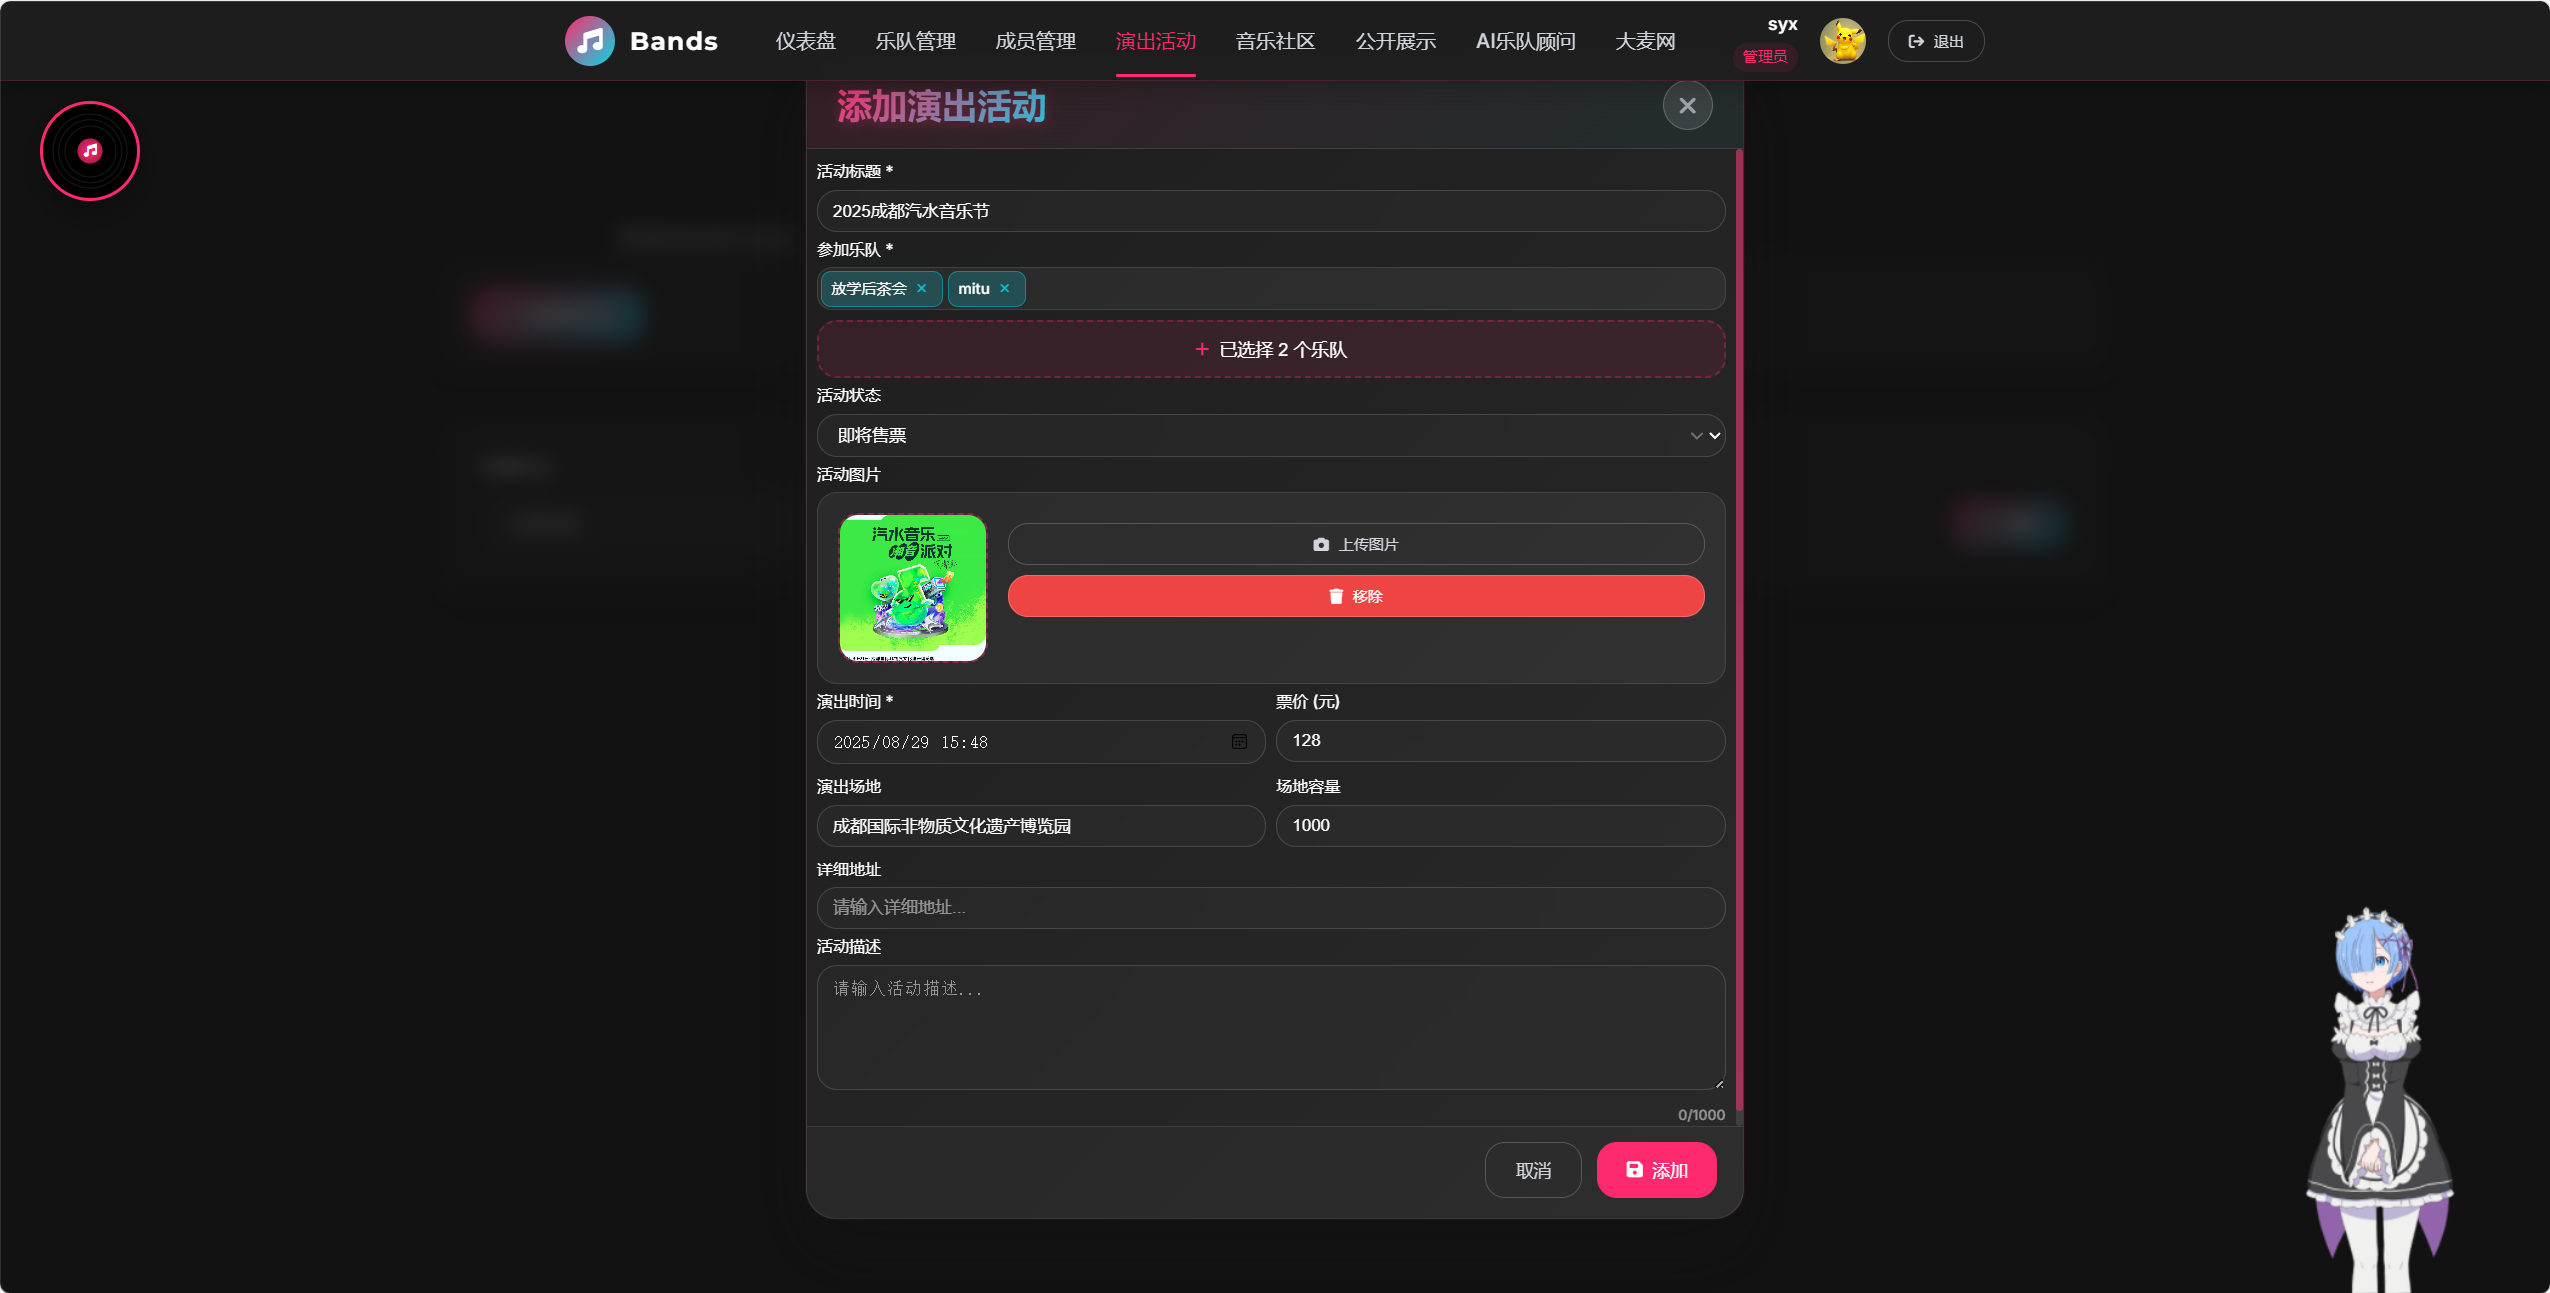 Bands
仪表盘
乐队管理
成员管理
演出活动
音乐社区
公开展示
AI乐队顾问
大麦网
syx
管理员
退出
添加演出活动
活动标题 *
2025成都汽水音乐节
参加乐队 *
放学后茶会 ×
mitu ×
+ 已选择 2 个乐队
活动状态
即将售票
活动图片
汽水音乐
潮音派对
上传图片
移除
演出时间 *
票价 (元)
2025/08/29 15:48
128
演出场地
场地容量
成都国际非物质文化遗产博览园
1000
详细地址
请输入详细地址...
活动描述
请输入活动描述...
0/1000
取消
添加